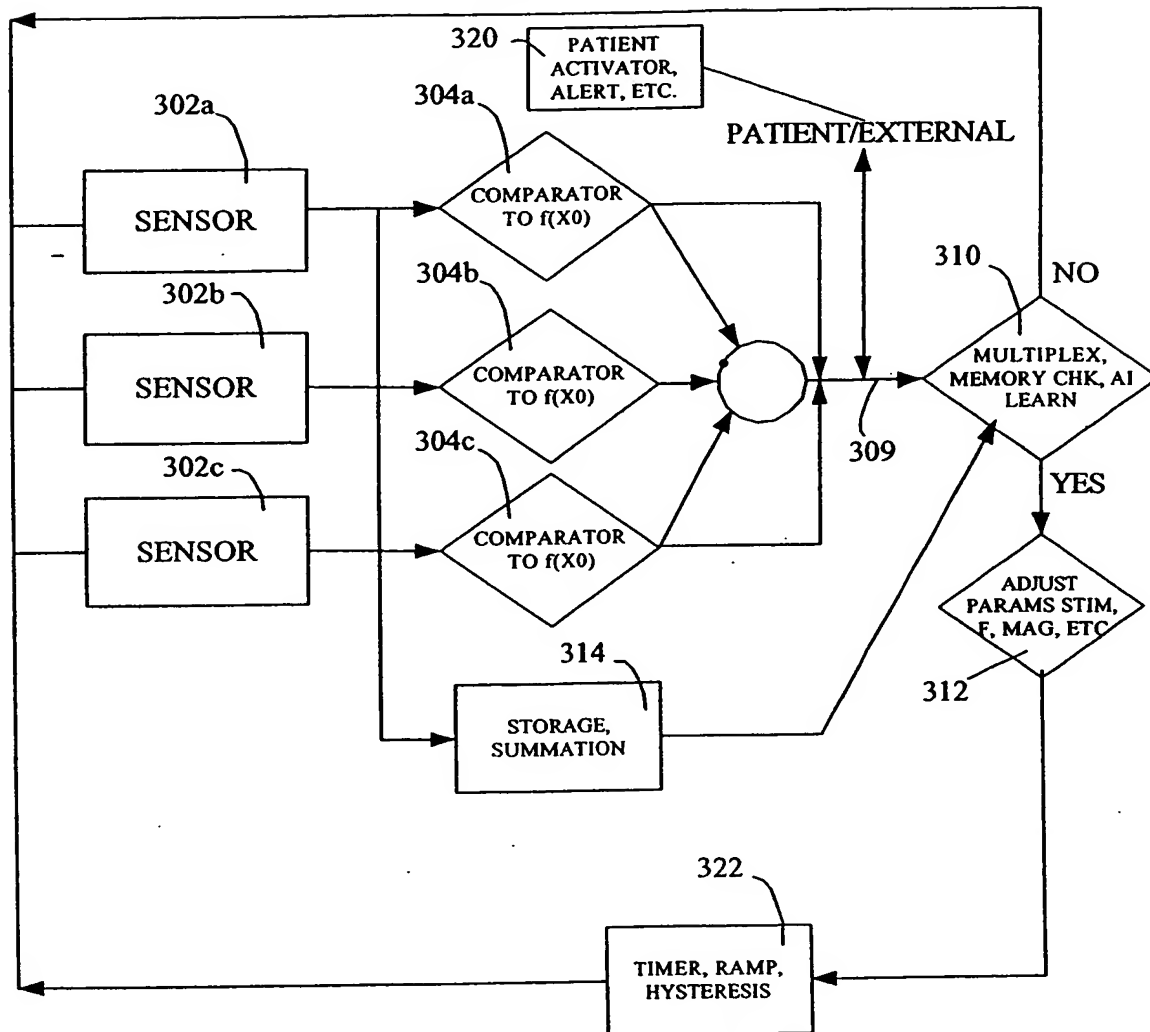 320
PATIENT
ACTIVATOR,
ALERT, ETC.
302a
304a
PATIENT/EXTERNAL
SENSOR
COMPARATOR
TO f(X0)
310
NO
302b
304b
SENSOR
COMPARATOR
TO f(X0)
MULTIPLEX,
MEMORY CHK, AI
LEARN
302c
304c
309
YES
SENSOR
COMPARATOR
TO f(X0)
ADJUST
PARAMS STIM,
F, MAG, ETC
314
312
STORAGE,
SUMMATION
322
TIMER, RAMP,
HYSTERESIS